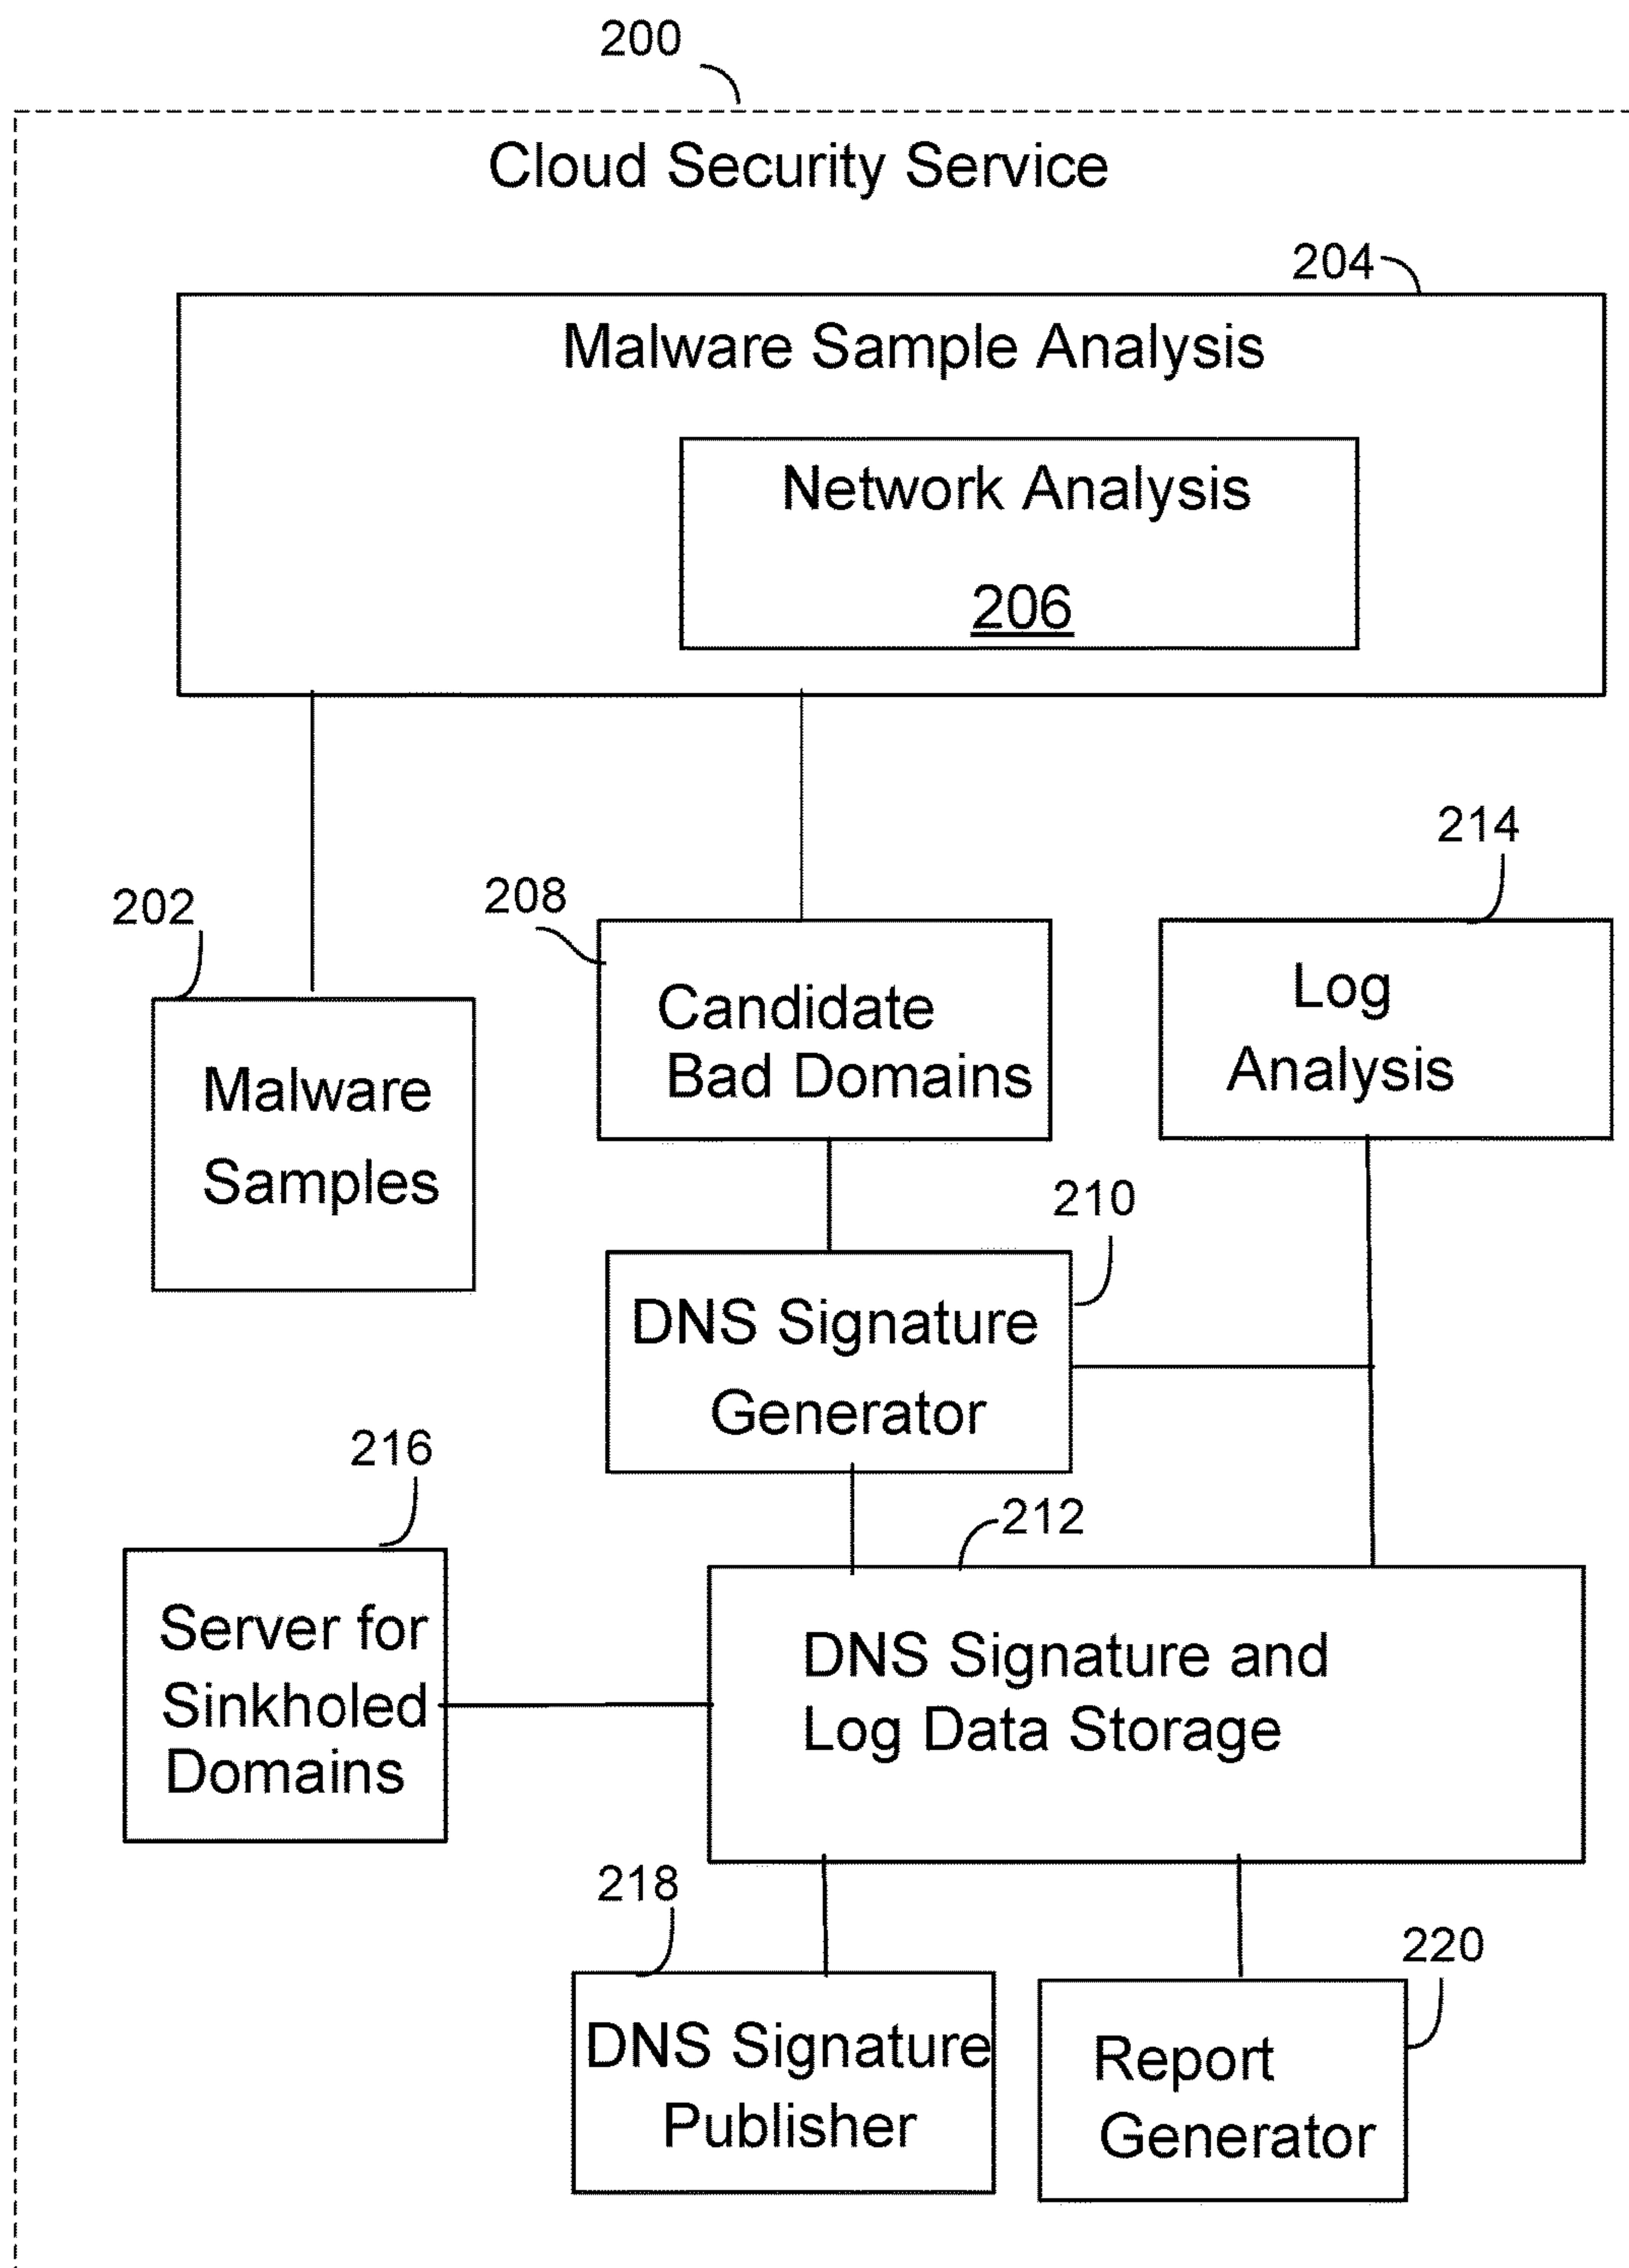 200
Cloud Security Service
204
Malware Sample Analysis
Network Analysis
206
214
202
208
Candidate
Bad Domains
Log
Analysis
Malware
Samples
210
DNS Signature
Generator
216
212
Server for
Sinkholed
Domains
DNS Signature and
Log Data Storage
218
220
DNS Signature
Publisher
Report
Generator